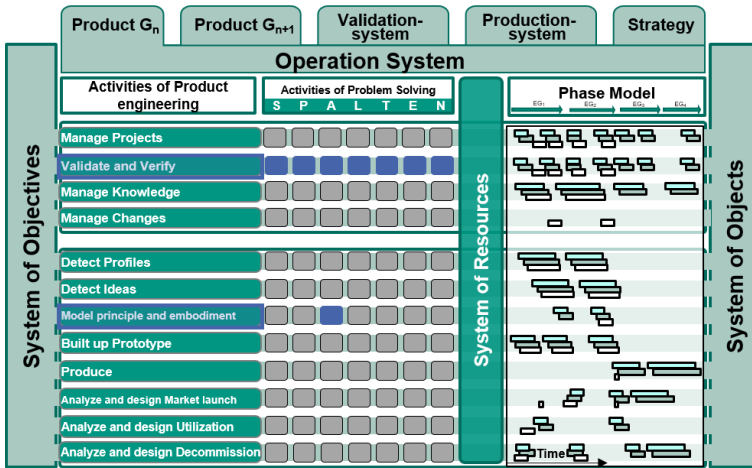 Product Gn
Product Gn+1
Validation-
system
Production-
system
Strategy
Operation System
System of Objectives
Activities of Product
engineering
Activities of Problem Solving
S P A L T E N
System of Resources
Phase Model
EG1 EG2 EG3 EG4
System of Objects
Manage Projects
Validate and Verify
Manage Knowledge
Manage Changes
Detect Profiles
Detect Ideas
Model principle and embodiment
Built up Prototype
Produce
Analyze and design Market launch
Analyze and design Utilization
Analyze and design Decommission
Time